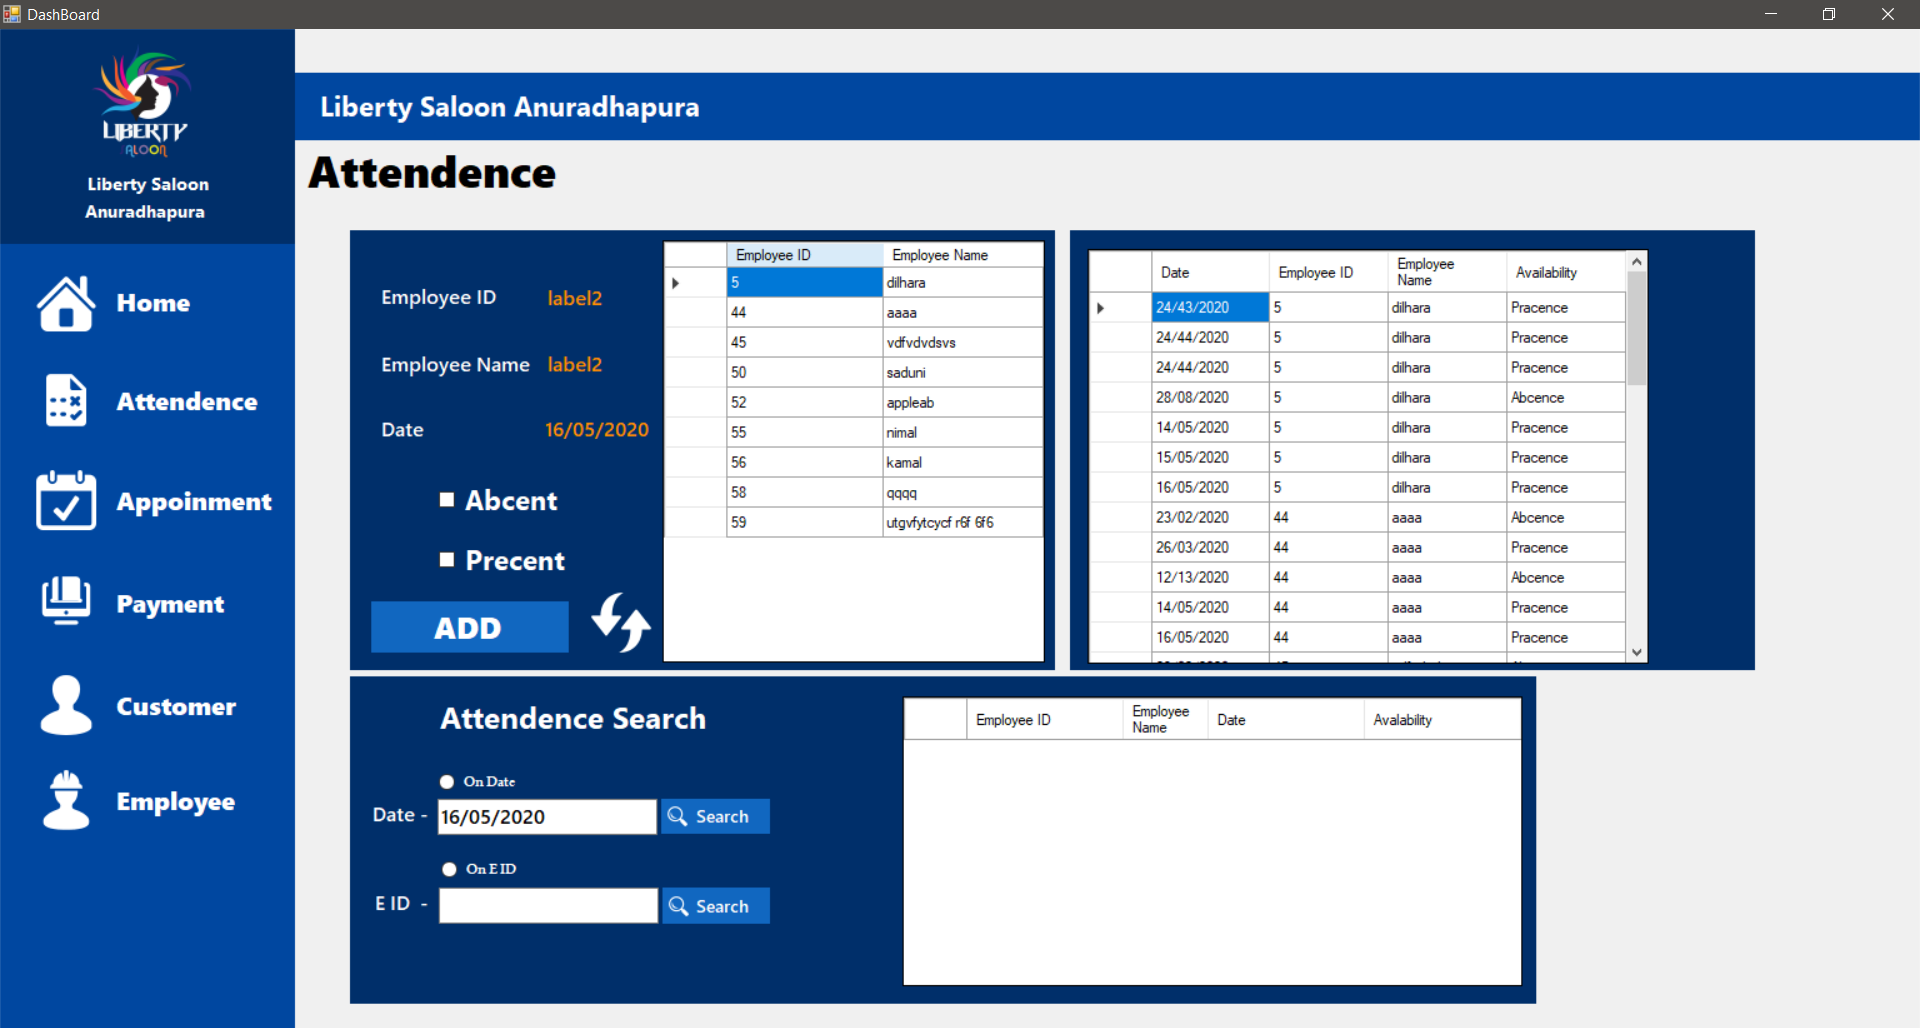 DashBoard
LIBERTY
ALOON
Liberty Saloon
Anuradhapura
Home
Attendence
Appoinment
Payment
Customer
Employee
Liberty Saloon Anuradhapura
Attendence
Employee ID label2
Employee Name label2
Date 16/05/2020
Abcent
Precent
ADD
Employee ID Employee Name
5 dilhara
44 aaaa
45 vdfvdvdsvs
50 saduni
52 appleab
55 nimal
56 kamal
58 qqqq
59 utgvfytcycf r6f 6f6
Date Employee ID Employee Name Availability
24/43/2020 5 dilhara Pracence
24/44/2020 5 dilhara Pracence
24/44/2020 5 dilhara Pracence
28/08/2020 5 dilhara Abcence
14/05/2020 5 dilhara Pracence
15/05/2020 5 dilhara Pracence
16/05/2020 5 dilhara Pracence
23/02/2020 44 aaaa Abcence
26/03/2020 44 aaaa Pracence
12/13/2020 44 aaaa Abcence
14/05/2020 44 aaaa Pracence
16/05/2020 44 aaaa Pracence
Attendence Search
On Date
Date - 16/05/2020 Search
On E ID
E ID - Search
Employee ID Employee Name Date Avalability